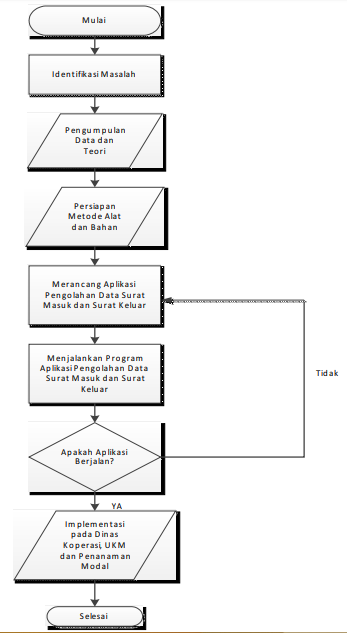 Mulai
Identifikasi Masalah
Pengumpulan
Data dan
Teori
Persiapan
Metode Alat
dan Bahan
Merancang Aplikasi
Pengolahan Data Surat
Masuk dan Surat Keluar
Menjalankan Program
Aplikasi Pengolahan Data
Surat Masuk dan Surat
Keluar
Tidak
Apakah Aplikasi
Berjalan?
YA
Implementasi
pada Dinas
Koperasi, UKM
dan Penanaman
Modal
Selesai